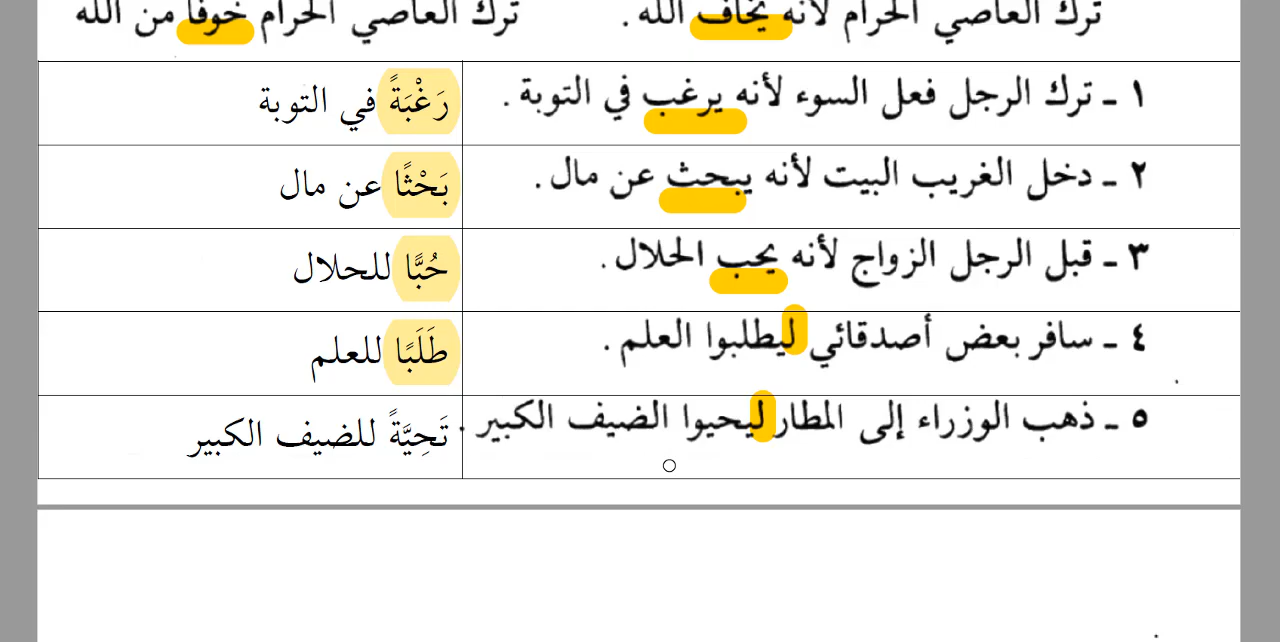 ترك العاصي الحرام لأنه يخاف الله . ترك العاصي الحرام خوفا من الله
١ ـ ترك الرجل فعل السوء لأنه يرغب في التوبة . رَغْبَةً في التوبة
٢ ـ دخل الغريب البيت لأنه يبحث عن مال . بَحْثًا عن مال
٣ ـ قبل الرجل الزواج لأنه يحب الحلال . حُبًّا للحلال
٤ ـ سافر بعض أصدقائي ليطلبوا العلم . طَلَبًا للعلم
٥ ـ ذهب الوزراء إلى المطار ليحيوا الضيف الكبير . تَحِيَّةً للضيف الكبير